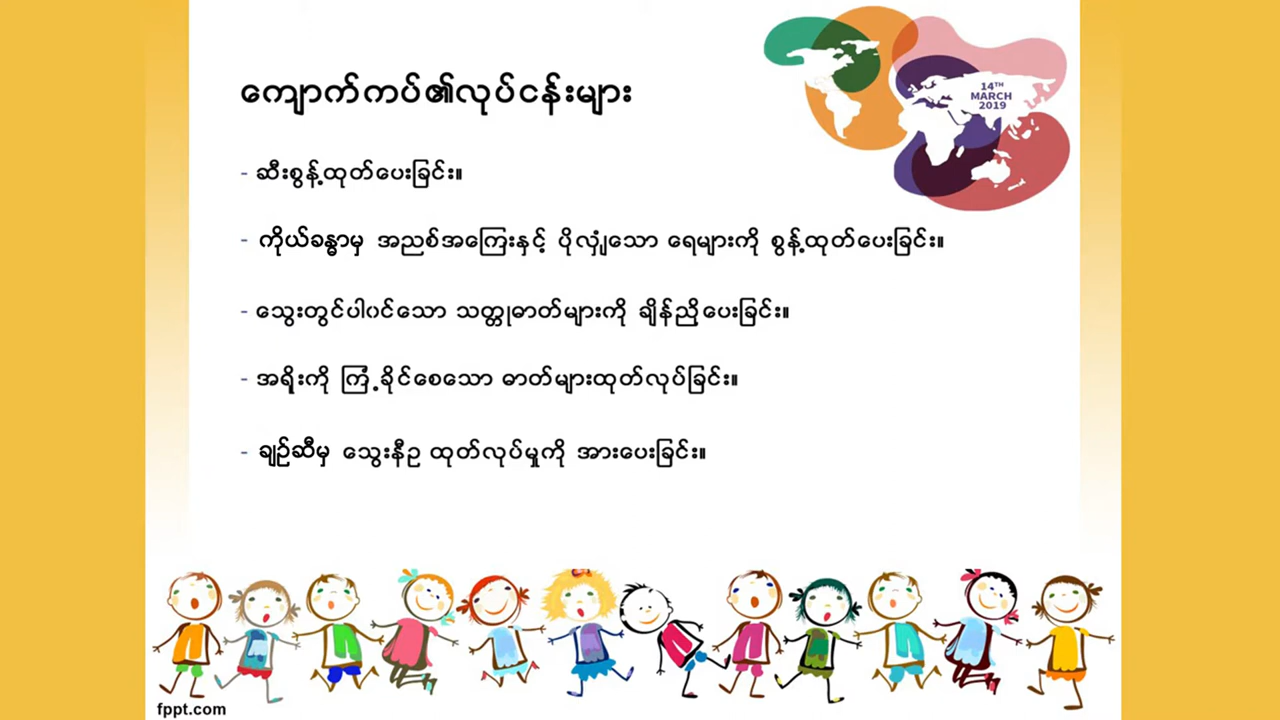 14TH
MARCH
2019
ကျောက်ကပ်၏လုပ်ငန်းများ
- ဆီးစွန့်ထုတ်ပေးခြင်း။
- ကိုယ်ခန္ဓာမှ အညစ်အကြေးနှင့် ပိုလျှံသော ရေများကို စွန့်ထုတ်ပေးခြင်း။
- သွေးတွင်ပါဝင်သော သတ္တုဓာတ်များကို ချိန်ညှိပေးခြင်း။
- အရိုးကို ကြံ့ခိုင်စေသော ဓာတ်များထုတ်လုပ်ခြင်း။
- ချဉ်ဆီမှ သွေးနီဥ ထုတ်လုပ်မှုကို အားပေးခြင်း။
fppt.com